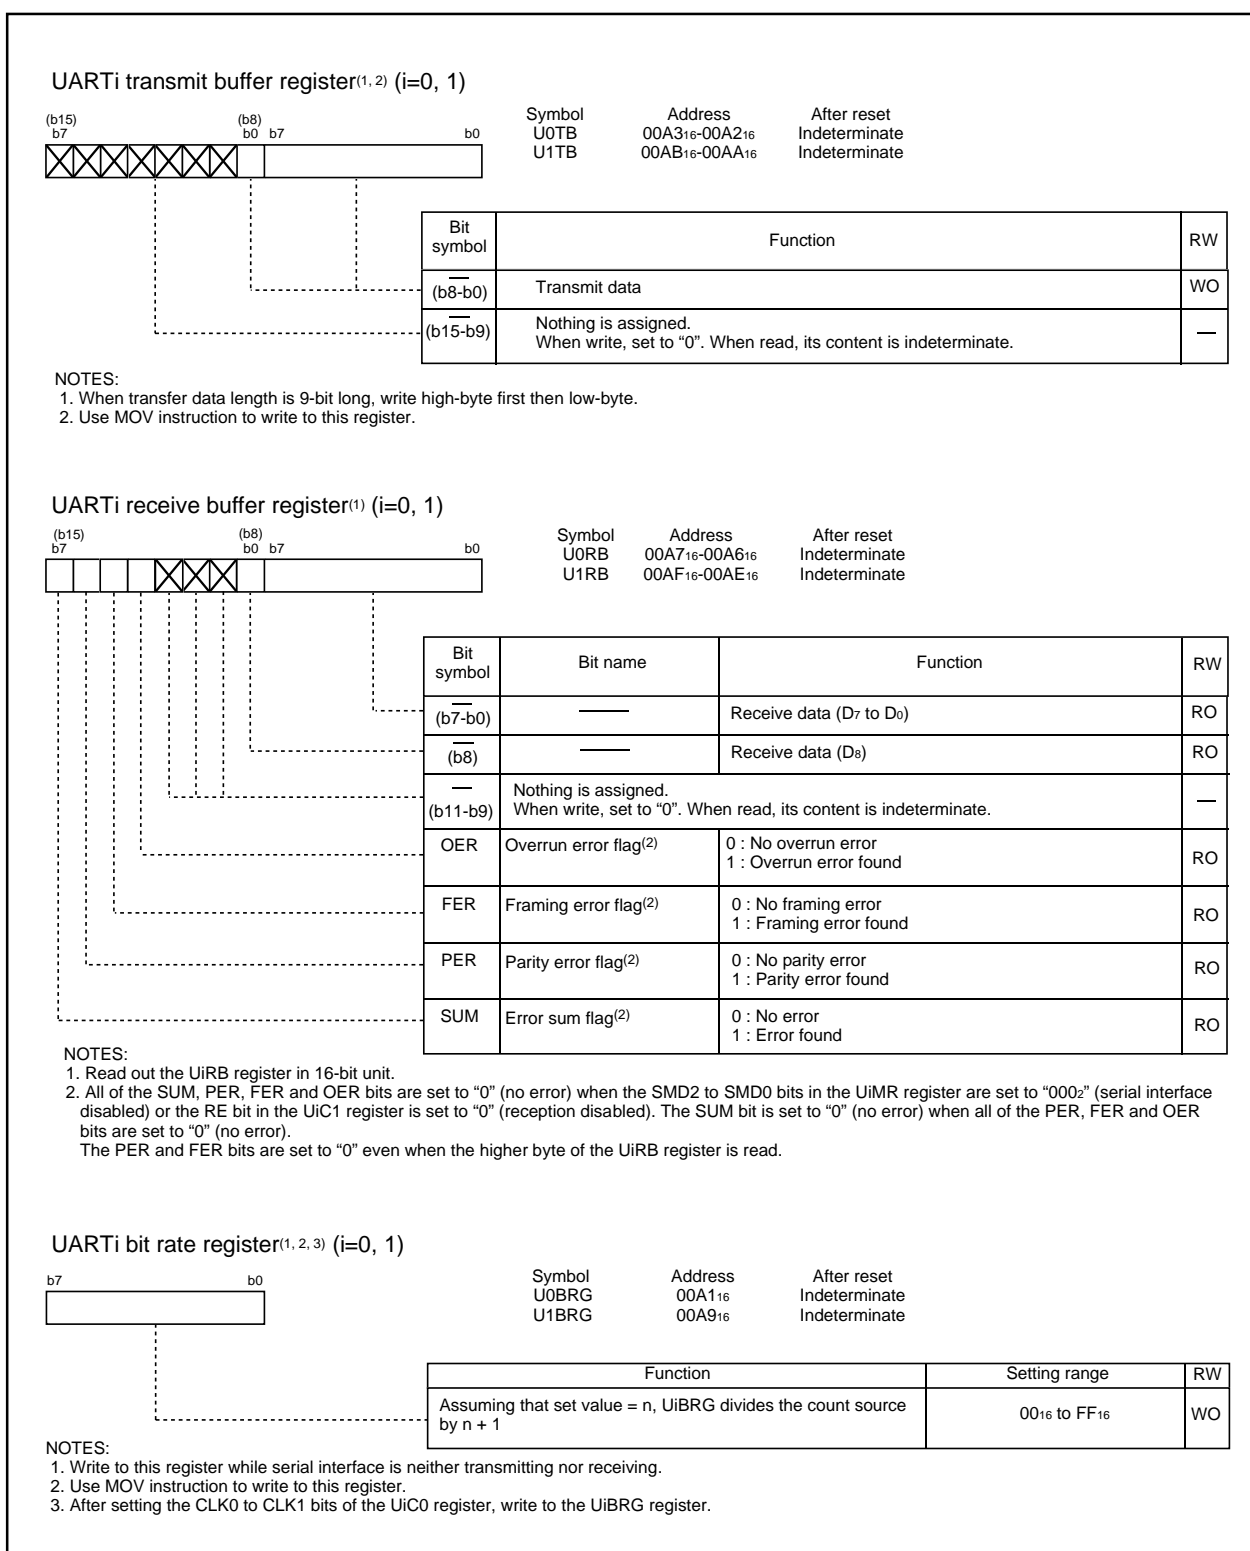 UARTi transmit buffer register(1, 2) (i=0, 1)
(b15) (b8)
b7 b0 b7 b0
Symbol Address After reset
U0TB 00A316-00A216 Indeterminate
U1TB 00AB16-00AA16 Indeterminate
Bit symbol Function RW
(b8-b0) Transmit data WO
(b15-b9) Nothing is assigned.
When write, set to “0”. When read, its content is indeterminate. —
NOTES:
1. When transfer data length is 9-bit long, write high-byte first then low-byte.
2. Use MOV instruction to write to this register.
UARTi receive buffer register(1) (i=0, 1)
(b15) (b8)
b7 b0 b7 b0
Symbol Address After reset
U0RB 00A716-00A616 Indeterminate
U1RB 00AF16-00AE16 Indeterminate
Bit symbol Bit name Function RW
(b7-b0) — Receive data (D7 to D0) RO
(b8) — Receive data (D8) RO
(b11-b9) Nothing is assigned.
When write, set to “0”. When read, its content is indeterminate. —
OER Overrun error flag(2) 0 : No overrun error
1 : Overrun error found RO
FER Framing error flag(2) 0 : No framing error
1 : Framing error found RO
PER Parity error flag(2) 0 : No parity error
1 : Parity error found RO
SUM Error sum flag(2) 0 : No error
1 : Error found RO
NOTES:
1. Read out the UiRB register in 16-bit unit.
2. All of the SUM, PER, FER and OER bits are set to “0” (no error) when the SMD2 to SMD0 bits in the UiMR register are set to “0002” (serial interface
disabled) or the RE bit in the UiC1 register is set to “0” (reception disabled). The SUM bit is set to “0” (no error) when all of the PER, FER and OER
bits are set to “0” (no error).
The PER and FER bits are set to “0” even when the higher byte of the UiRB register is read.
UARTi bit rate register(1, 2, 3) (i=0, 1)
b7 b0
Symbol Address After reset
U0BRG 00A116 Indeterminate
U1BRG 00A916 Indeterminate
Function Setting range RW
Assuming that set value = n, UiBRG divides the count source
by n + 1 0016 to FF16 WO
NOTES:
1. Write to this register while serial interface is neither transmitting nor receiving.
2. Use MOV instruction to write to this register.
3. After setting the CLK0 to CLK1 bits of the UiC0 register, write to the UiBRG register.